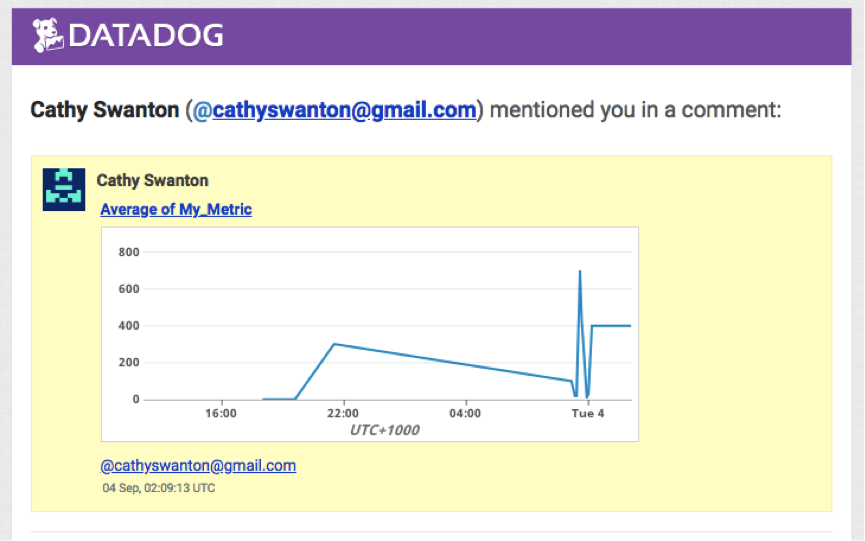 DATADOG
Cathy Swanton (@cathyswanton@gmail.com) mentioned you in a comment:
Cathy Swanton
Average of My_Metric
800
600
400
200
0
16:00 22:00 04:00 Tue 4
UTC+1000
@cathyswanton@gmail.com
04 Sep, 02:09:13 UTC